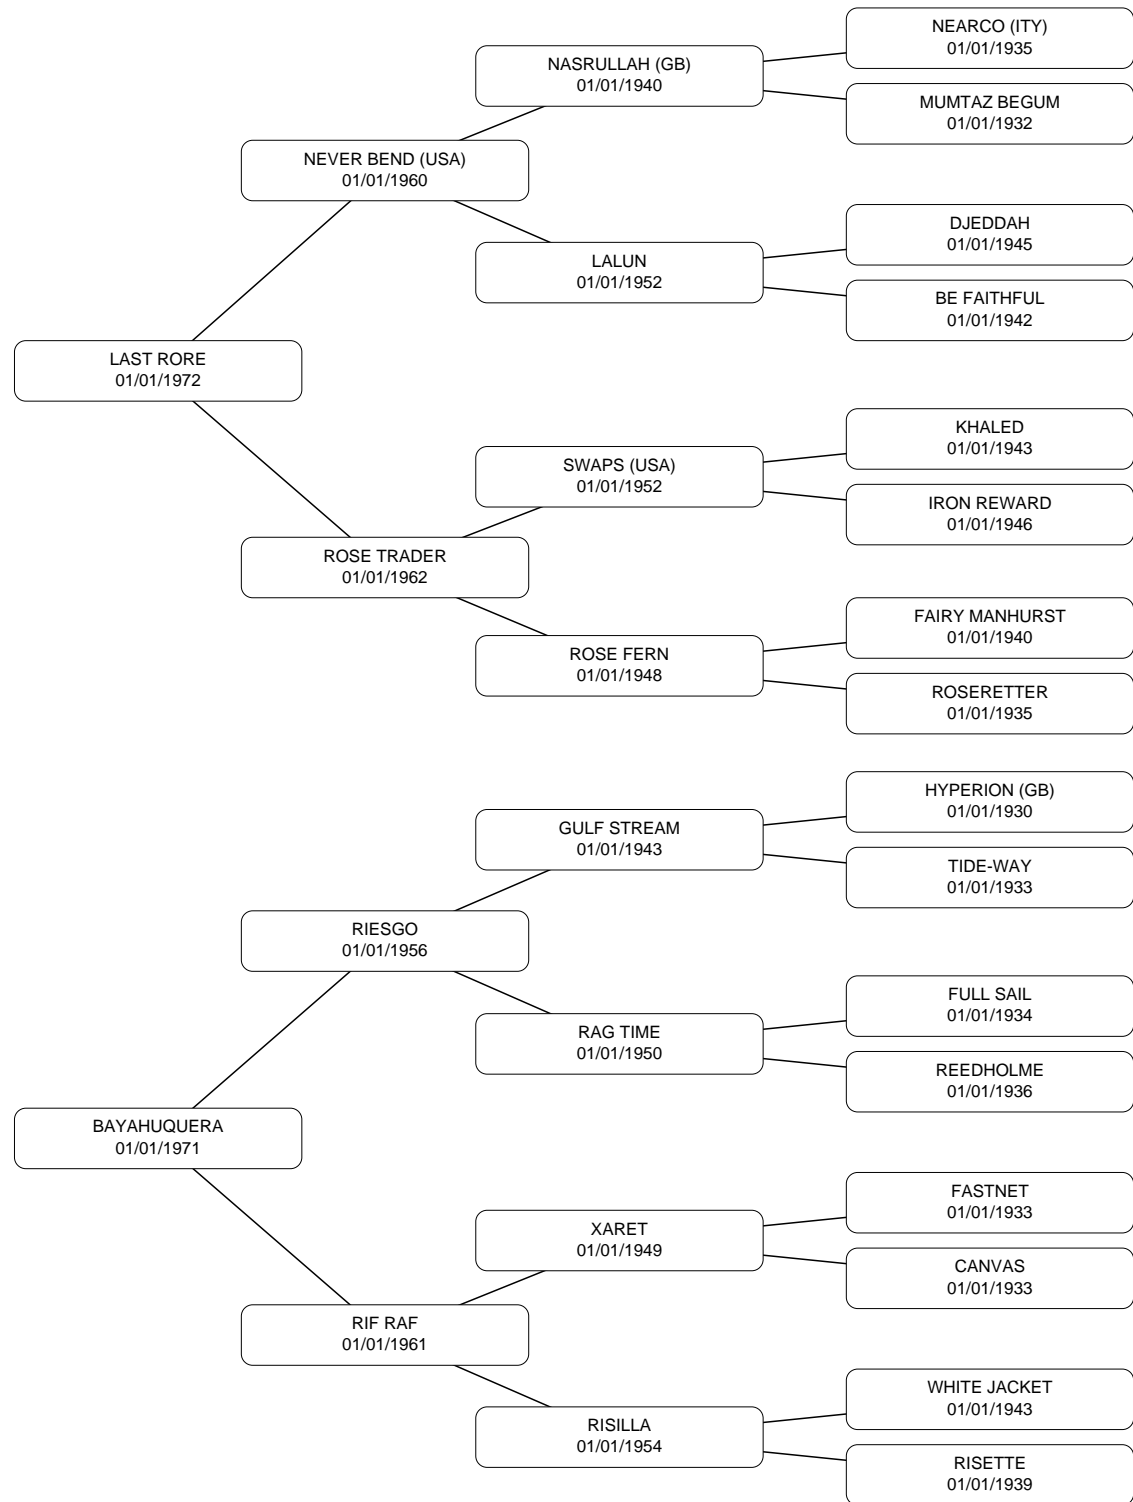 NEARCO (ITY)
01/01/1935
NASRULLAH (GB)
01/01/1940
MUMTAZ BEGUM
01/01/1932
NEVER BEND (USA)
01/01/1960
DJEDDAH
01/01/1945
LALUN
01/01/1952
BE FAITHFUL
01/01/1942
LAST RORE
01/01/1972
KHALED
01/01/1943
SWAPS (USA)
01/01/1952
IRON REWARD
01/01/1946
ROSE TRADER
01/01/1962
FAIRY MANHURST
01/01/1940
ROSE FERN
01/01/1948
ROSERETTER
01/01/1935
HYPERION (GB)
01/01/1930
GULF STREAM
01/01/1943
TIDE-WAY
01/01/1933
RIESGO
01/01/1956
FULL SAIL
01/01/1934
RAG TIME
01/01/1950
REEDHOLME
01/01/1936
BAYAHUQUERA
01/01/1971
FASTNET
01/01/1933
XARET
01/01/1949
CANVAS
01/01/1933
RIF RAF
01/01/1961
WHITE JACKET
01/01/1943
RISILLA
01/01/1954
RISETTE
01/01/1939